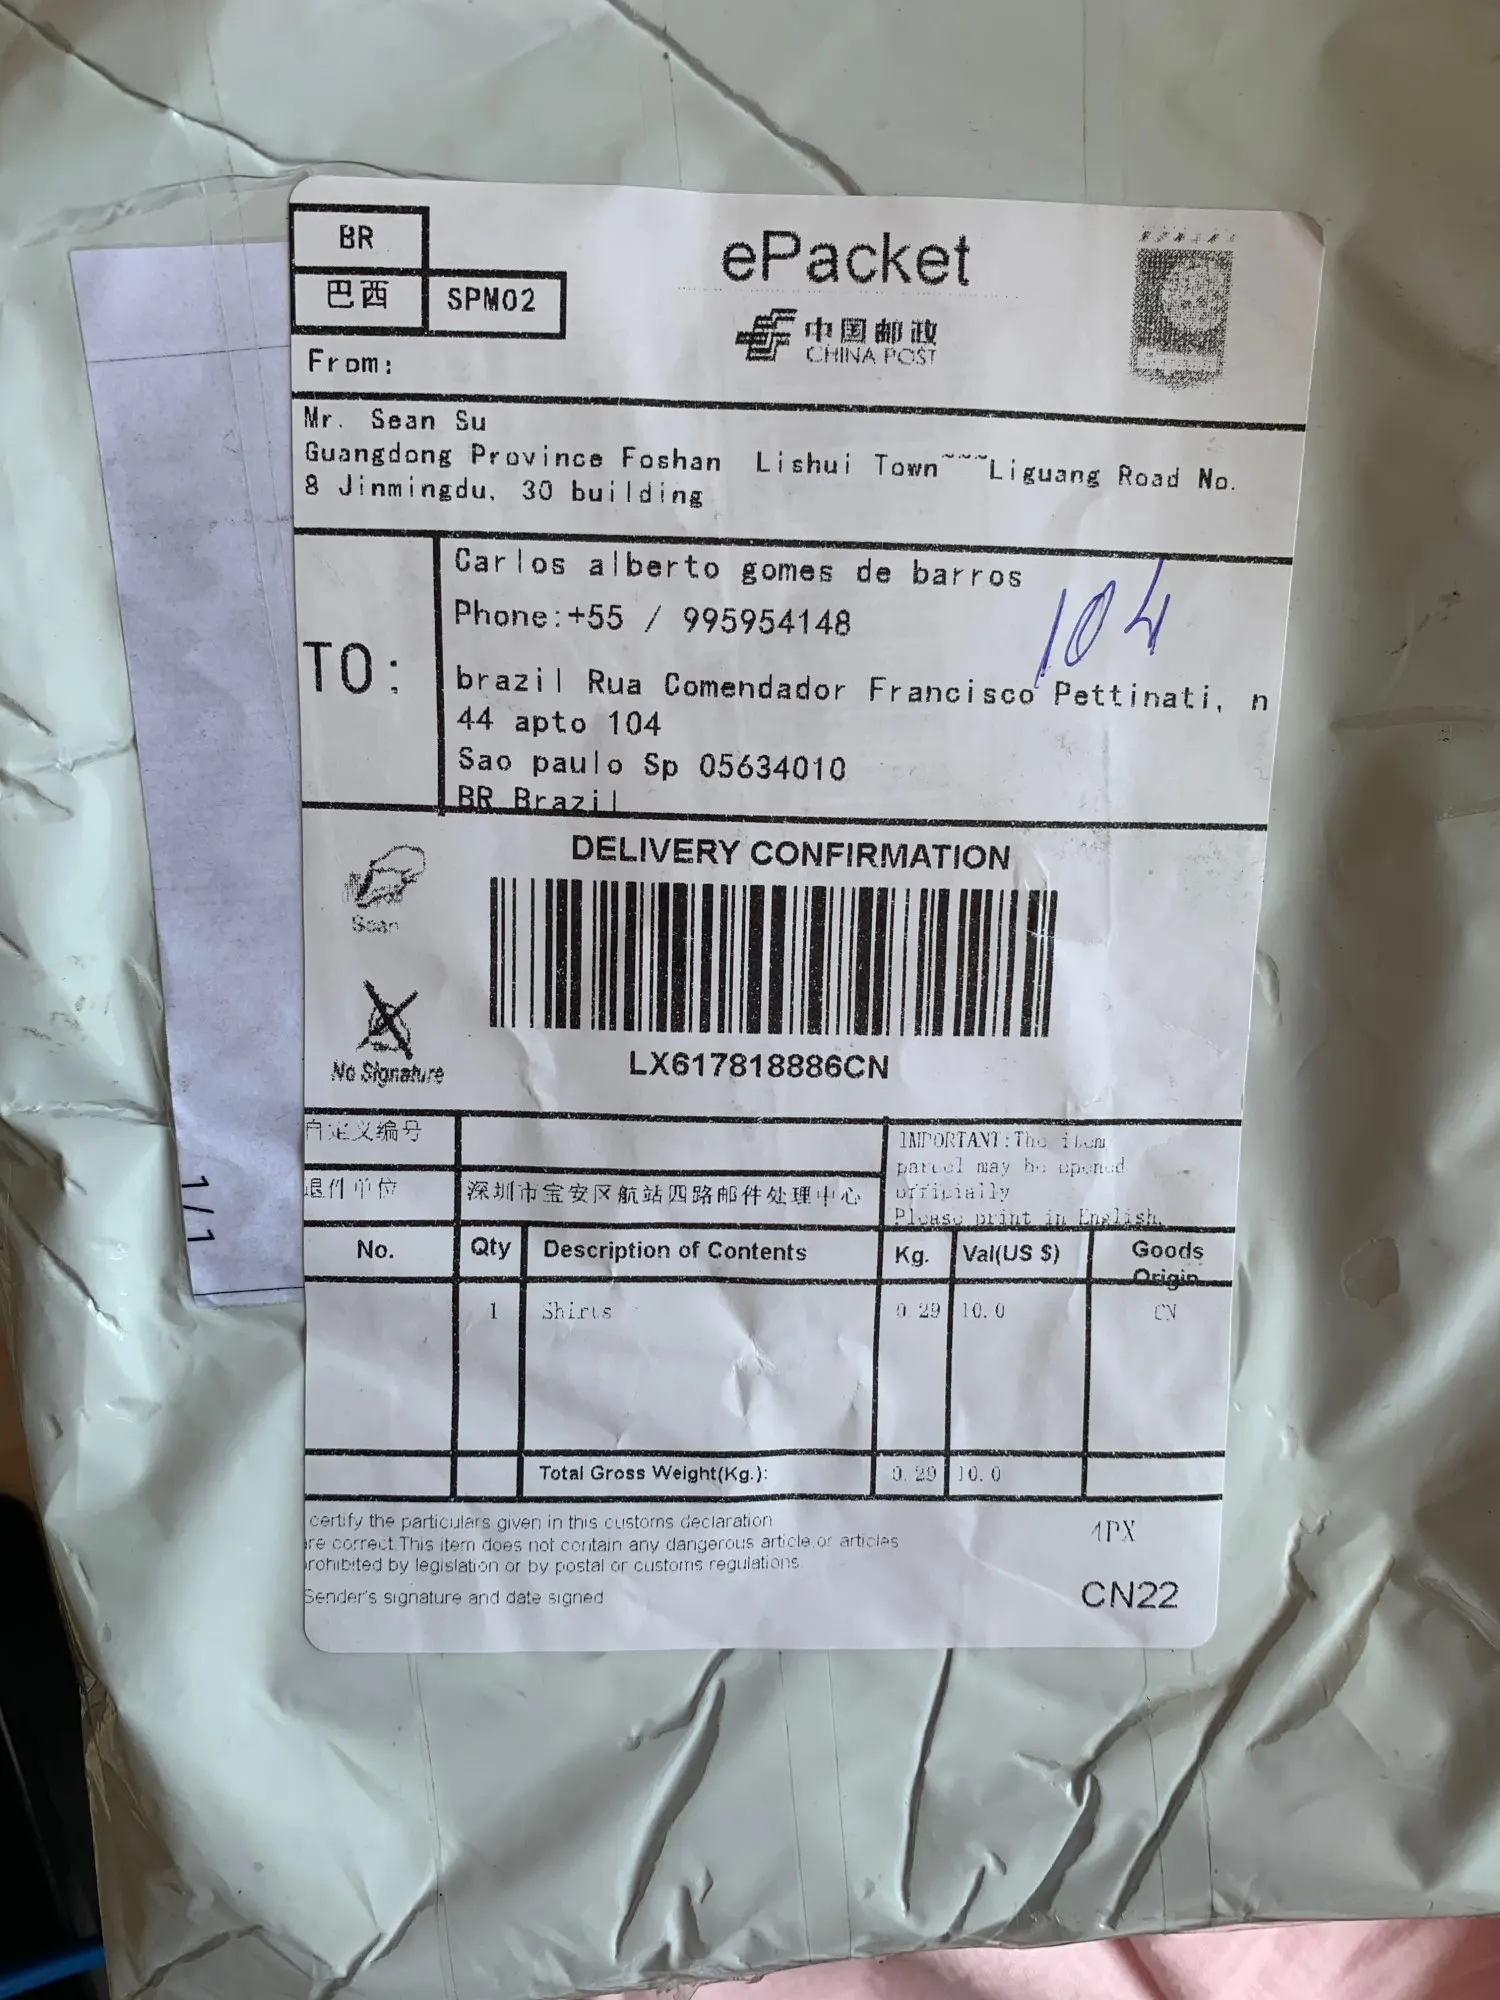 BR
巴西 SPM02
ePacket
中国邮政
CHINA POST
From:
Mr. Sean Su
Guangdong Province Foshan Lishui Town~~~Liguang Road No.
8 Jinmingdu, 30 building
TO:
Carlos alberto gomes de barros
Phone:+55 / 995954148
104
brazil Rua Comendador Francisco Pettinati, n
44 apto 104
Sao paulo Sp 05634010
BR Brazil
DELIVERY CONFIRMATION
Scan
No Signature
LX617818886CN
自定义编号
退件单位 深圳市宝安区航站四路邮件处理中心
IMPORTANT:The item
parcel may be opened
officially
Please print in English.
No. Qty Description of Contents Kg. Val(US $) Goods
Origin
1 Shirts 0.29 10.0 CN
Total Gross Weight(Kg.): 0.29 10.0
certify the particulars given in this customs declaration
are correct.This item does not contain any dangerous article,or articles
prohibited by legislation or by postal or customs regulations
Sender's signature and date signed
4PX
CN22
1/1